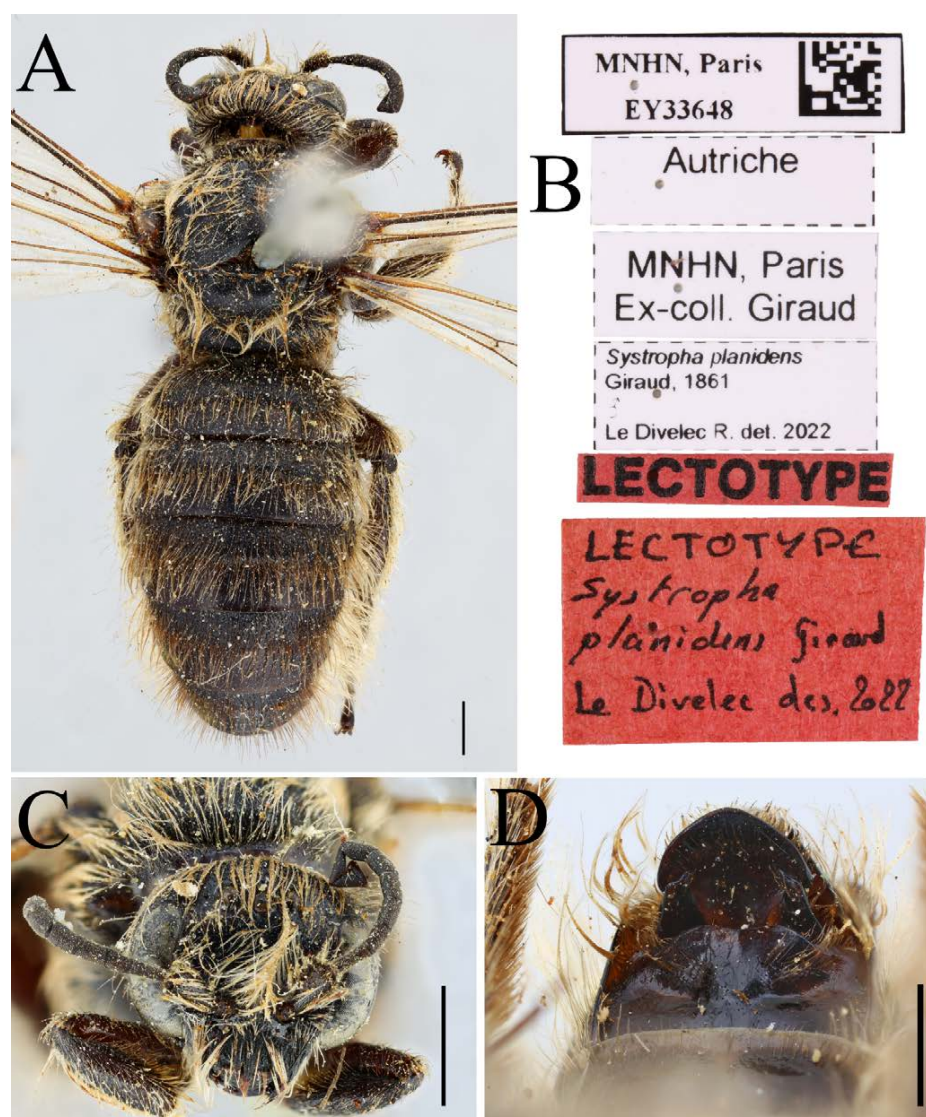 A
B
MNHN, Paris
EY33648
Autriche
MNHN, Paris
Ex-coll. Giraud
Systropha planidens
Giraud, 1861
Le Divelec R. det. 2022
LECTOTYPE
LECTOTYPE
Systropha
planidens Giraud
Le Divelec des. 2022
C
D